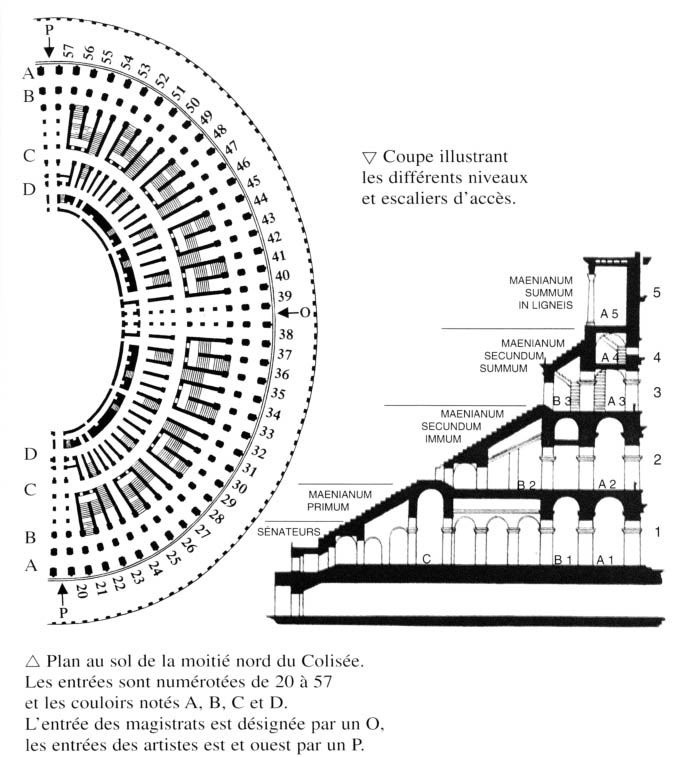 P
57
56
55
54
53
52
51
50
49
48
47
46
45
44
43
42
41
40
39
O
38
37
36
35
34
33
32
31
30
29
28
27
26
25
24
23
22
21
20
P
A
B
C
D
D
C
B
A
▽ Coupe illustrant
les différents niveaux
et escaliers d'accès.
MAENIANUM
SUMMUM
IN LIGNEIS
A 5
5
MAENIANUM
SECUNDUM
SUMMUM
A 4
4
B 3
A 3
3
MAENIANUM
SECUNDUM
IMMUM
B 2
A 2
2
MAENIANUM
PRIMUM
SÉNATEURS
C
B 1
A 1
1
△ Plan au sol de la moitié nord du Colisée.
Les entrées sont numérotées de 20 à 57
et les couloirs notés A, B, C et D.
L'entrée des magistrats est désignée par un O,
les entrées des artistes est et ouest par un P.